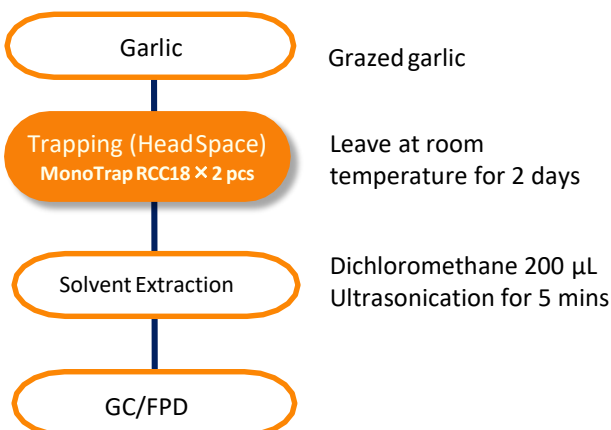 Garlic
Grazed garlic
Trapping (HeadSpace)
MonoTrap RCC18 × 2 pcs
Leave at room
temperature for 2 days
Solvent Extraction
Dichloromethane 200 µL
Ultrasonication for 5 mins
GC/FPD